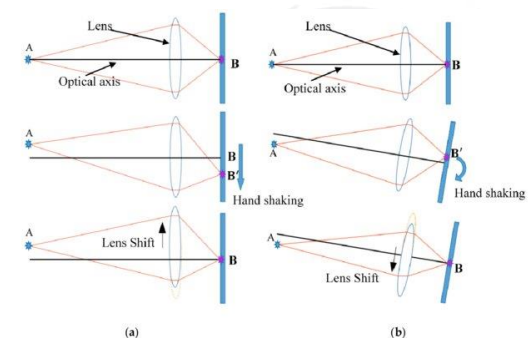 Lens
A
B
Optical axis
A
B
B'
Hand shaking
A
Lens Shift
B
(a)
Lens
A
B
Optical axis
A
B'
Hand shaking
A
Lens Shift
B
(b)